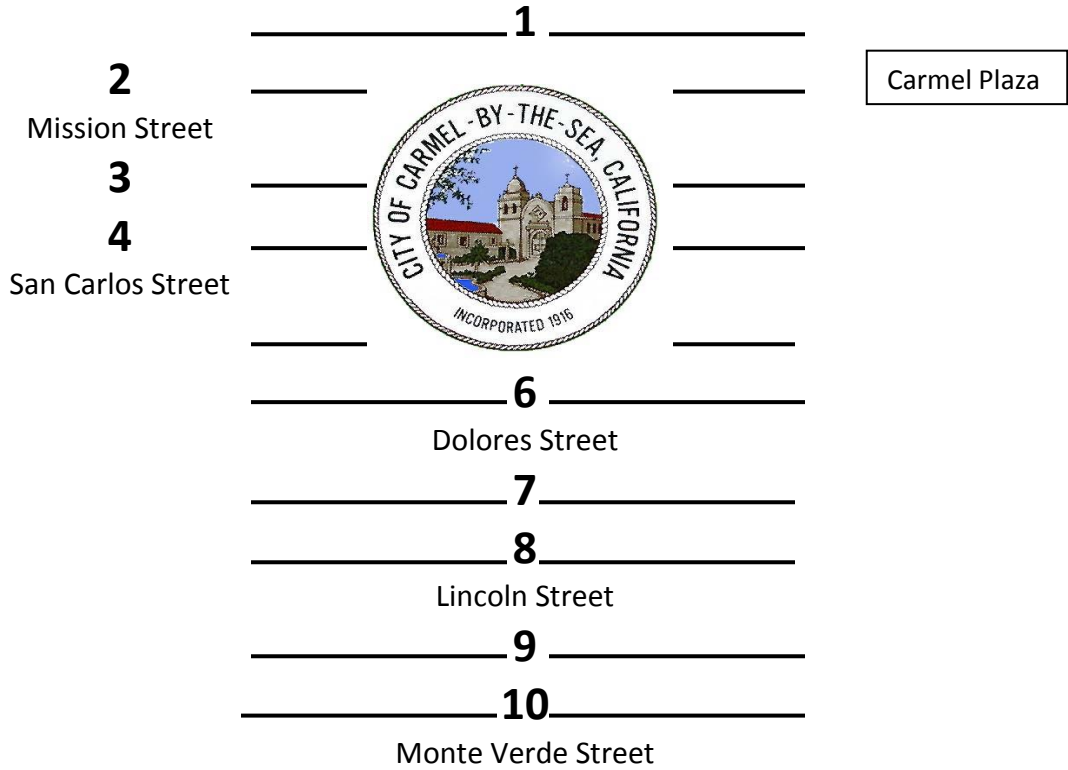 1
Carmel Plaza
2
Mission Street
3
4
San Carlos Street
CITY OF CARMEL-BY-THE-SEA, CALIFORNIA
INCORPORATED 1916
6
Dolores Street
7
8
Lincoln Street
9
10
Monte Verde Street